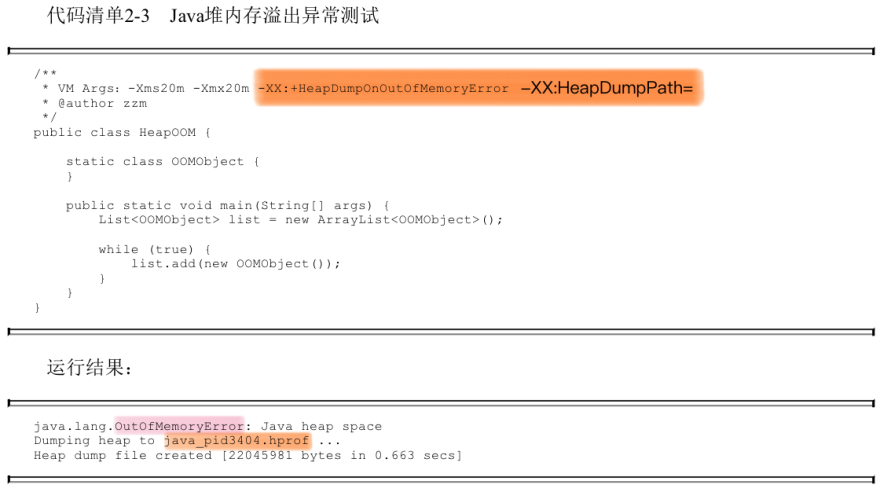 代码清单2-3 Java堆内存溢出异常测试
/**
 * VM Args: -Xms20m -Xmx20m -XX:+HeapDumpOnOutOfMemoryError -XX:HeapDumpPath=
 * @author zzm
 */
public class HeapOOM {
    static class OOMObject {
    }
    public static void main(String[] args) {
        List<OOMObject> list = new ArrayList<OOMObject>();
        while (true) {
            list.add(new OOMObject());
        }
    }
}
运行结果：
java.lang.OutOfMemoryError: Java heap space
Dumping heap to java_pid3404.hprof ...
Heap dump file created [22045981 bytes in 0.663 secs]